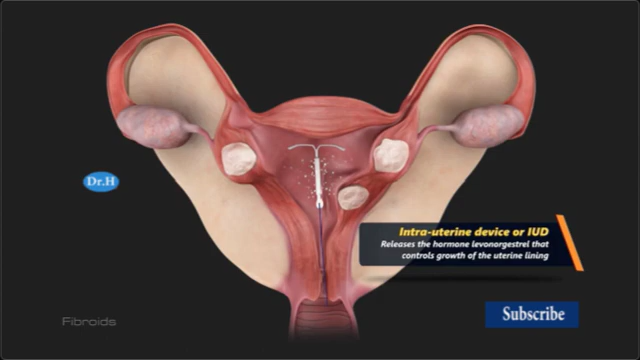 Dr.H
Intra-uterine device or IUD
Releases the hormone levonorgestrel that
controls growth of the uterine lining
Subscribe
Fibroids